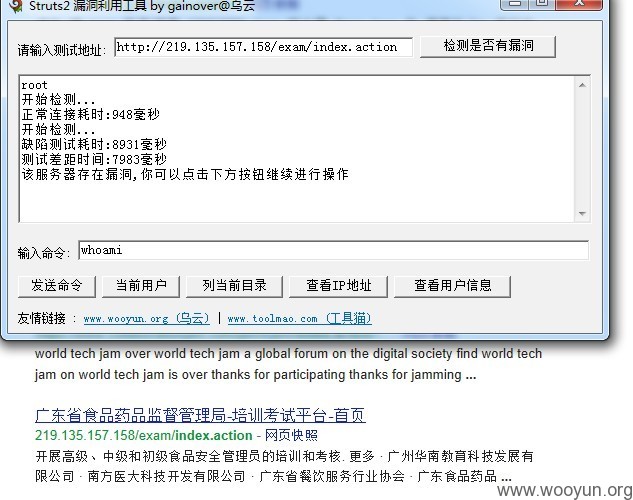 Struts2 漏洞利用工具 by gainover@乌云
请输入测试地址: http://219.135.157.158/exam/index.action 检测是否有漏洞
root
开始检测...
正常连接耗时:948毫秒
开始检测...
缺陷测试耗时:8931毫秒
测试差距时间:7983毫秒
该服务器存在漏洞,你可以点击下方按钮继续进行操作
输入命令: whoami
发送命令 当前用户 列当前目录 查看IP地址 查看用户信息
友情链接 : www.wooyun.org (乌云) | www.toolmao.com (工具猫)
world tech jam over world tech jam a global forum on the digital society find world tech
jam on world tech jam is over thanks for participating thanks for jamming ...
广东省食品药品监督管理局-培训考试平台-首页
219.135.157.158/exam/index.action - 网页快照
开展高级、中级和初级食品安全管理员的培训和考核. 更多 · 广州华南教育科技发展有
限公司 · 南方医大科技开发有限公司 · 广东省餐饮服务行业协会 · 广东食品药品 ...
www.wooyun.org